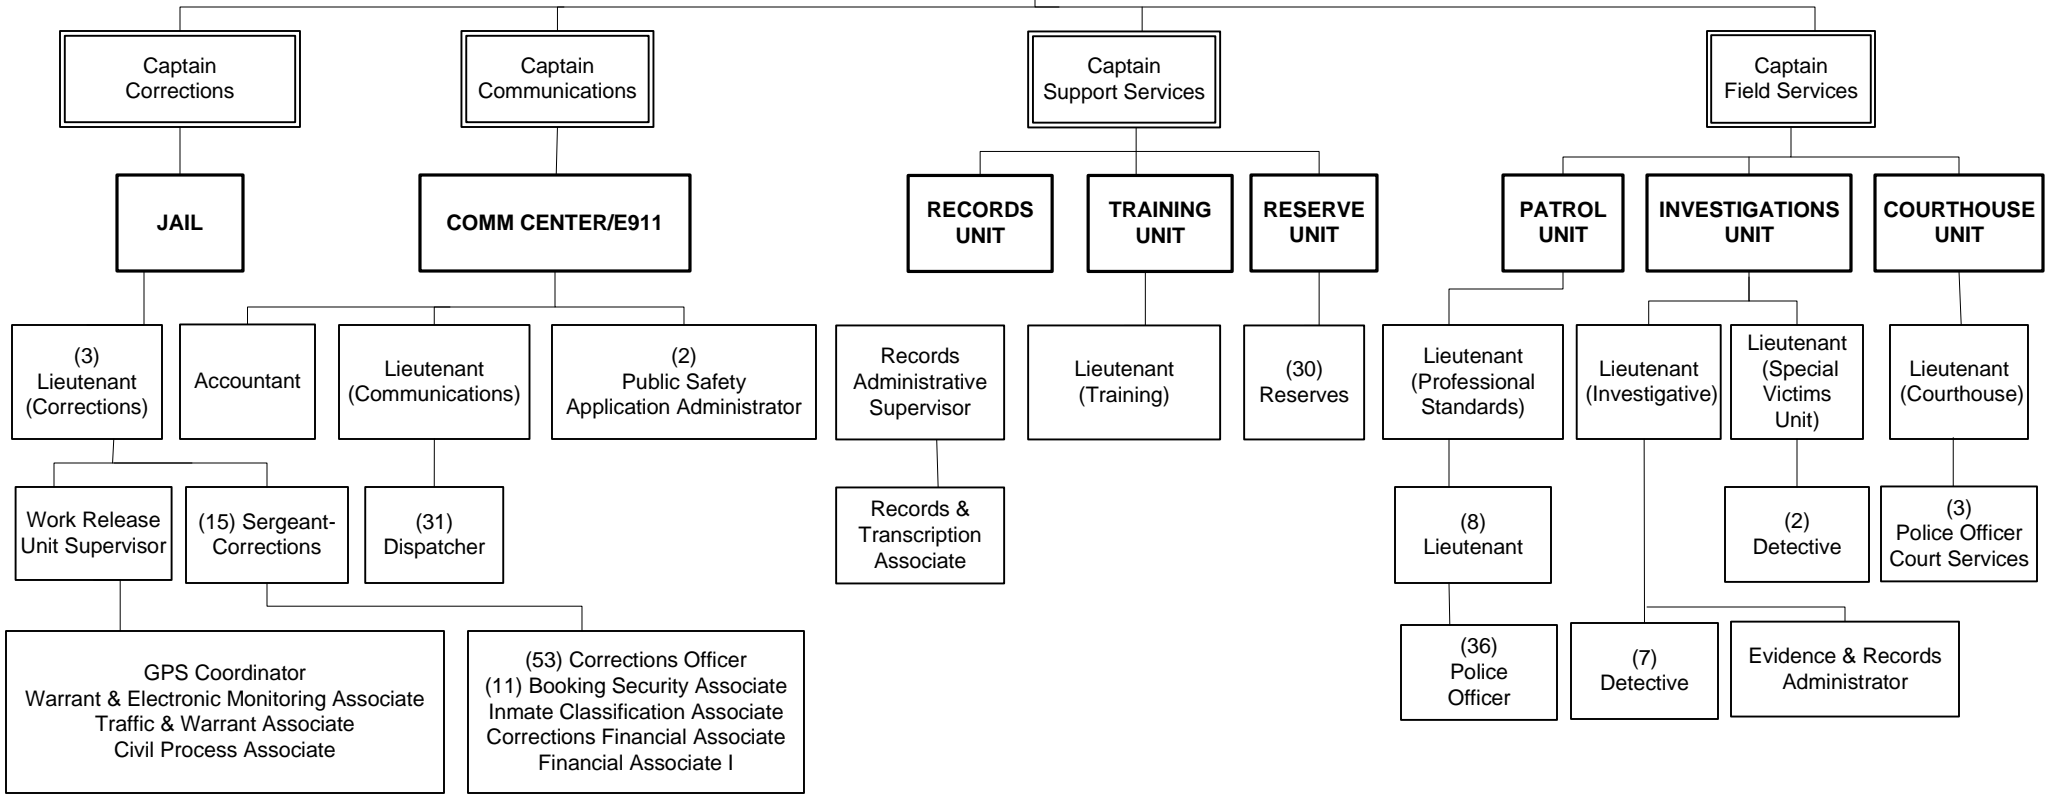 Captain
Corrections
Captain
Communications
Captain
Support Services
Captain
Field Services
JAIL
COMM CENTER/E911
RECORDS
UNIT
TRAINING
UNIT
RESERVE
UNIT
PATROL
UNIT
INVESTIGATIONS
UNIT
COURTHOUSE
UNIT
(3)
Lieutenant
(Corrections)
Accountant
Lieutenant
(Communications)
(2)
Public Safety
Application Administrator
Records
Administrative
Supervisor
Lieutenant
(Training)
(30)
Reserves
Lieutenant
(Professional
Standards)
Lieutenant
(Investigative)
Lieutenant
(Special
Victims
Unit)
Lieutenant
(Courthouse)
Work Release
Unit Supervisor
(15) Sergeant-
Corrections
(31)
Dispatcher
Records &
Transcription
Associate
(8)
Lieutenant
(2)
Detective
(3)
Police Officer
Court Services
GPS Coordinator
Warrant & Electronic Monitoring Associate
Traffic & Warrant Associate
Civil Process Associate
(53) Corrections Officer
(11) Booking Security Associate
Inmate Classification Associate
Corrections Financial Associate
Financial Associate I
(36)
Police
Officer
(7)
Detective
Evidence & Records
Administrator